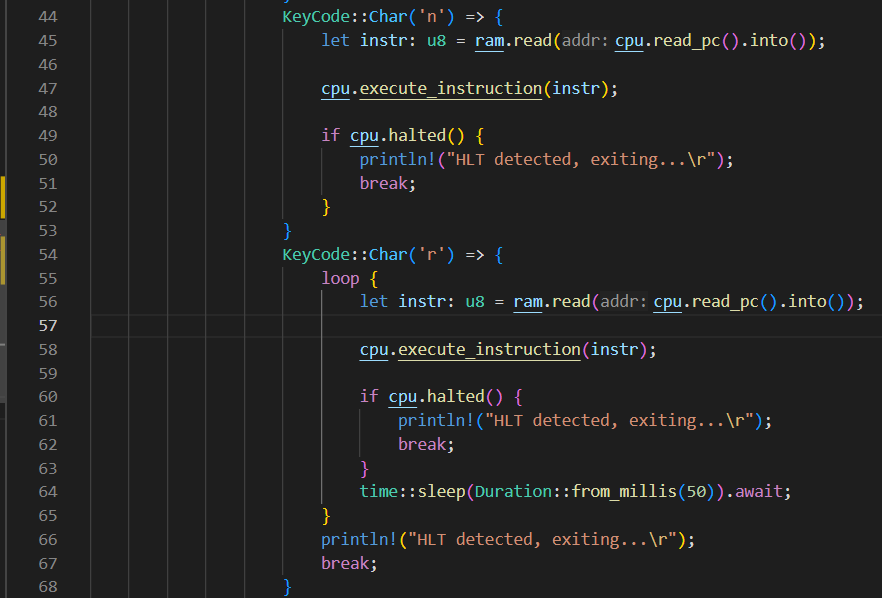 44 KeyCode::Char('n') => {
45 let instr: u8 = ram.read(addr: cpu.read_pc().into());
46
47 cpu.execute_instruction(instr);
48
49 if cpu.halted() {
50 println!("HLT detected, exiting...\r");
51 break;
52 }
53 }
54 KeyCode::Char('r') => {
55 loop {
56 let instr: u8 = ram.read(addr: cpu.read_pc().into());
57
58 cpu.execute_instruction(instr);
59
60 if cpu.halted() {
61 println!("HLT detected, exiting...\r");
62 break;
63 }
64 time::sleep(Duration::from_millis(50)).await;
65 }
66 println!("HLT detected, exiting...\r");
67 break;
68 }